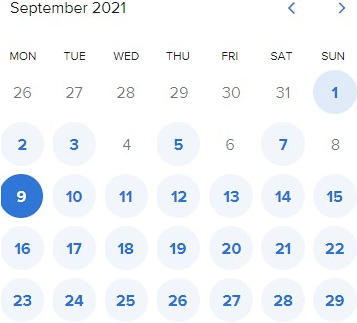 September 2021
MON TUE WED THU FRI SAT SUN
26 27 28 29 30 31 1
2 3 4 5 6 7 8
9 10 11 12 13 14 15
16 17 18 19 20 21 22
23 24 25 26 27 28 29